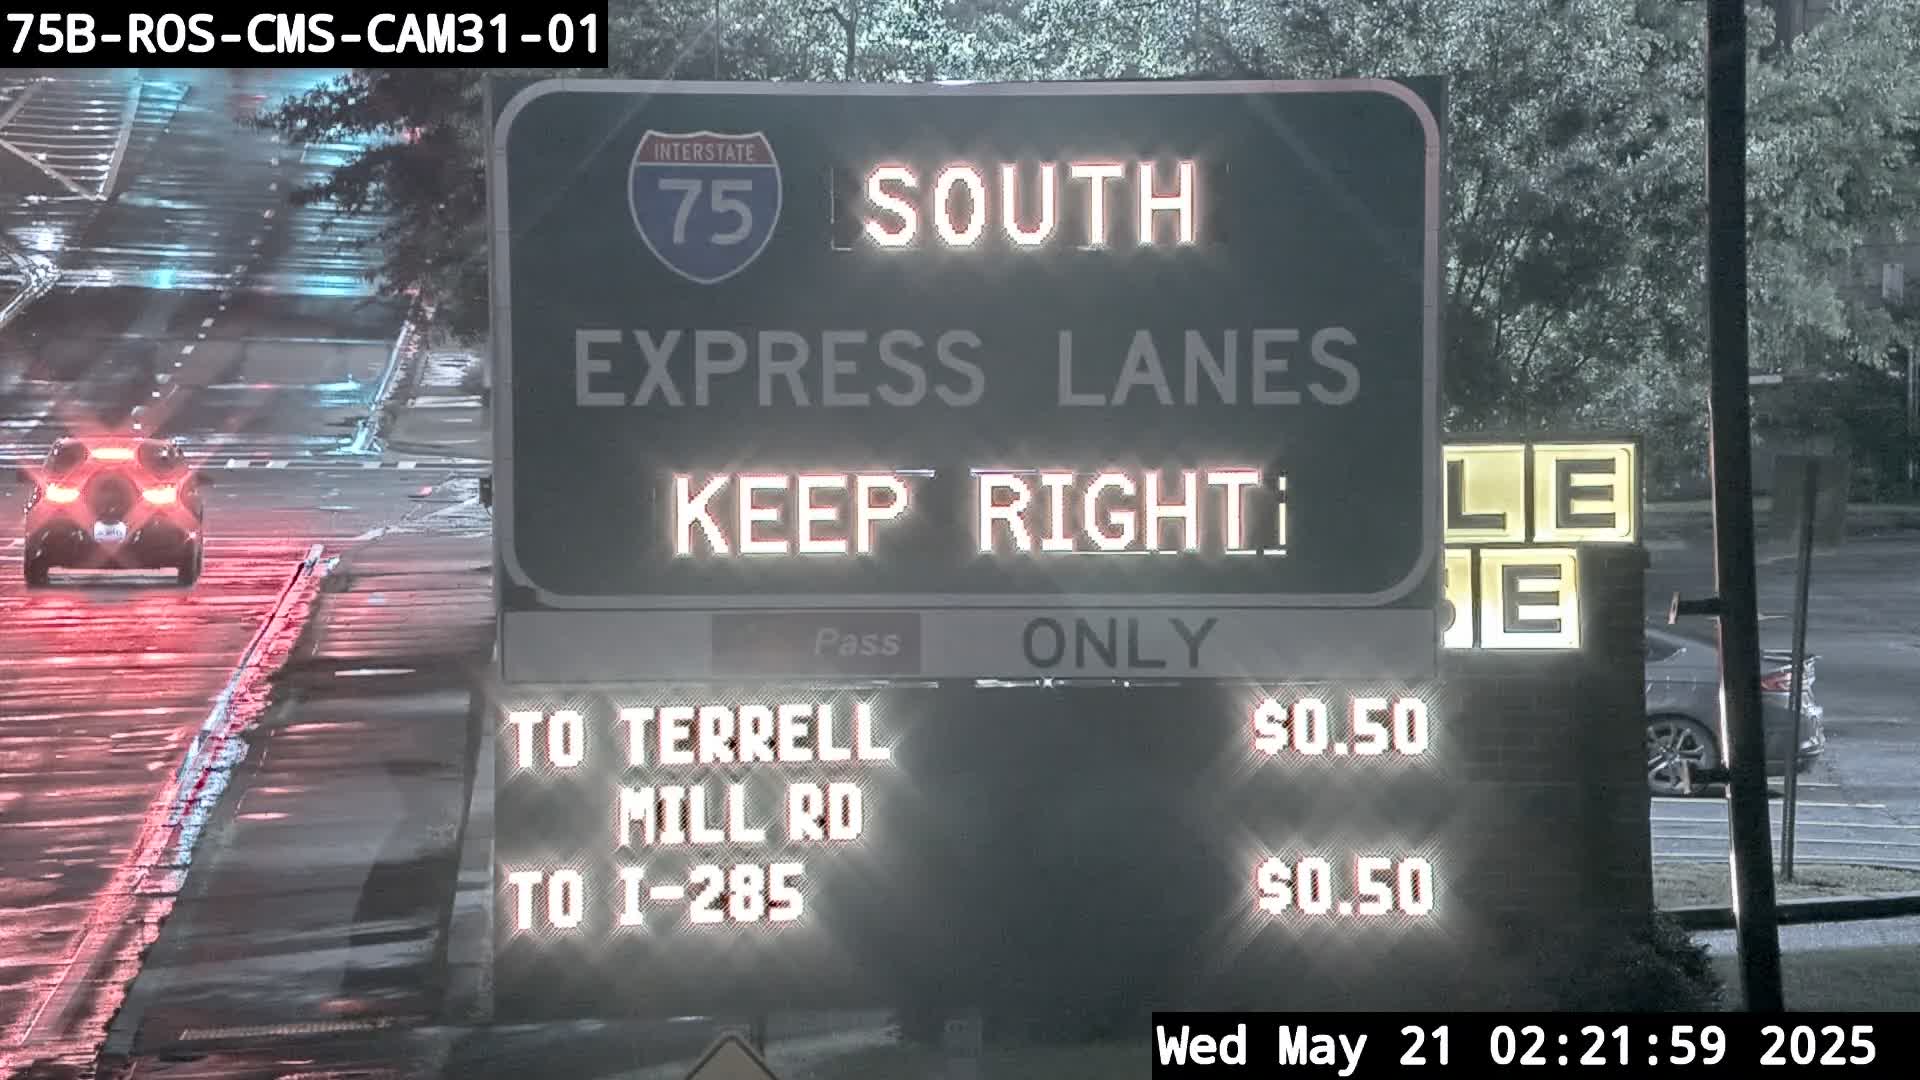 75B-ROS-CMS-CAM31-01
INTERSTATE
75
SOUTH
EXPRESS LANES
KEEP RIGHT
Pass ONLY
TO TERRELL $0.50
MILL RD
TO I-285 $0.50
LE
E
Wed May 21 02:21:59 2025